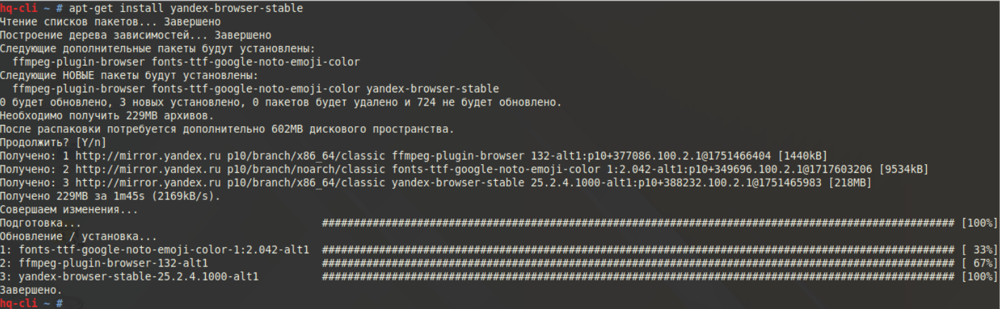 hq-cli ~ # apt-get install yandex-browser-stable
Чтение списков пакетов... Завершено
Построение дерева зависимостей... Завершено
Следующие дополнительные пакеты будут установлены:
  ffmpeg-plugin-browser fonts-ttf-google-noto-emoji-color
Следующие НОВЫЕ пакеты будут установлены:
  ffmpeg-plugin-browser fonts-ttf-google-noto-emoji-color yandex-browser-stable
0 будет обновлено, 3 новых установлено, 0 пакетов будет удалено и 724 не будет обновлено.
Необходимо получить 229MB архивов.
После распаковки потребуется дополнительно 602MB дискового пространства.
Продолжить? [Y/n]
Получено: 1 http://mirror.yandex.ru p10/branch/x86_64/classic ffmpeg-plugin-browser 132-alt1:p10+377086.100.2.1@1751466404 [1440kB]
Получено: 2 http://mirror.yandex.ru p10/branch/noarch/classic fonts-ttf-google-noto-emoji-color 1:2.042-alt1:p10+349696.100.2.1@1717603206 [9534kB]
Получено: 3 http://mirror.yandex.ru p10/branch/x86_64/classic yandex-browser-stable 25.2.4.1000-alt1:p10+388232.100.2.1@1751465983 [218MB]
Получено 229MB за 1m45s (2169kB/s).
Совершаем изменения...
Подготовка... #################################################################################################### [100%]
Обновление / установка...
1: fonts-ttf-google-noto-emoji-color-1:2.042-alt1 #################################################################################################### [ 33%]
2: ffmpeg-plugin-browser-132-alt1 #################################################################################################### [ 67%]
3: yandex-browser-stable-25.2.4.1000-alt1 #################################################################################################### [100%]
Завершено.
hq-cli ~ #